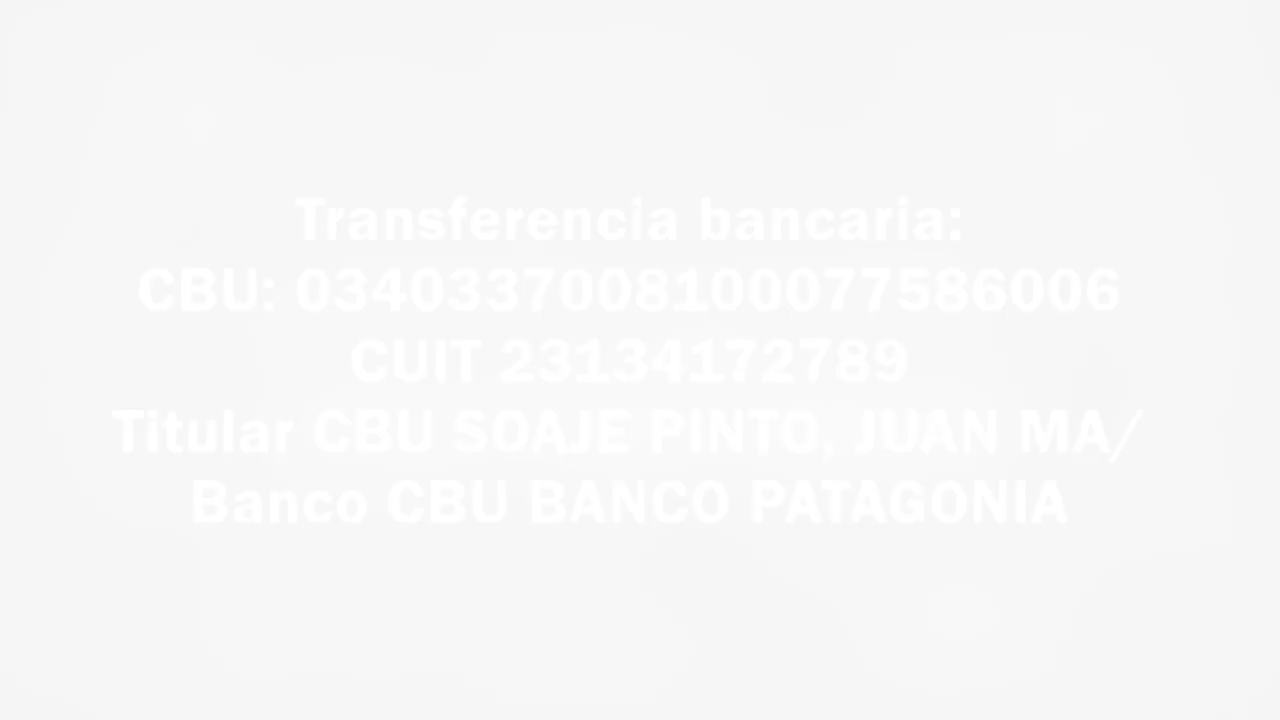 Transferencia bancaria:
CBU: 0340337008100077586006
CUIT 23134172789
Titular CBU SOAJE PINTO, JUAN MA/
Banco CBU BANCO PATAGONIA